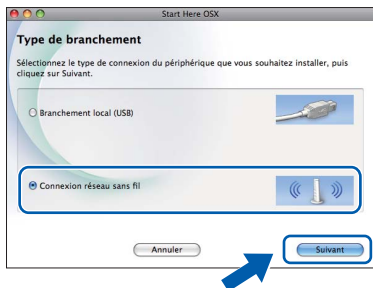 Start Here OSX
Type de branchement
Sélectionnez le type de connexion du périphérique que vous souhaitez installer, puis
cliquez sur Suivant.
Branchement local (USB)
Connexion réseau sans fil
Annuler
Suivant